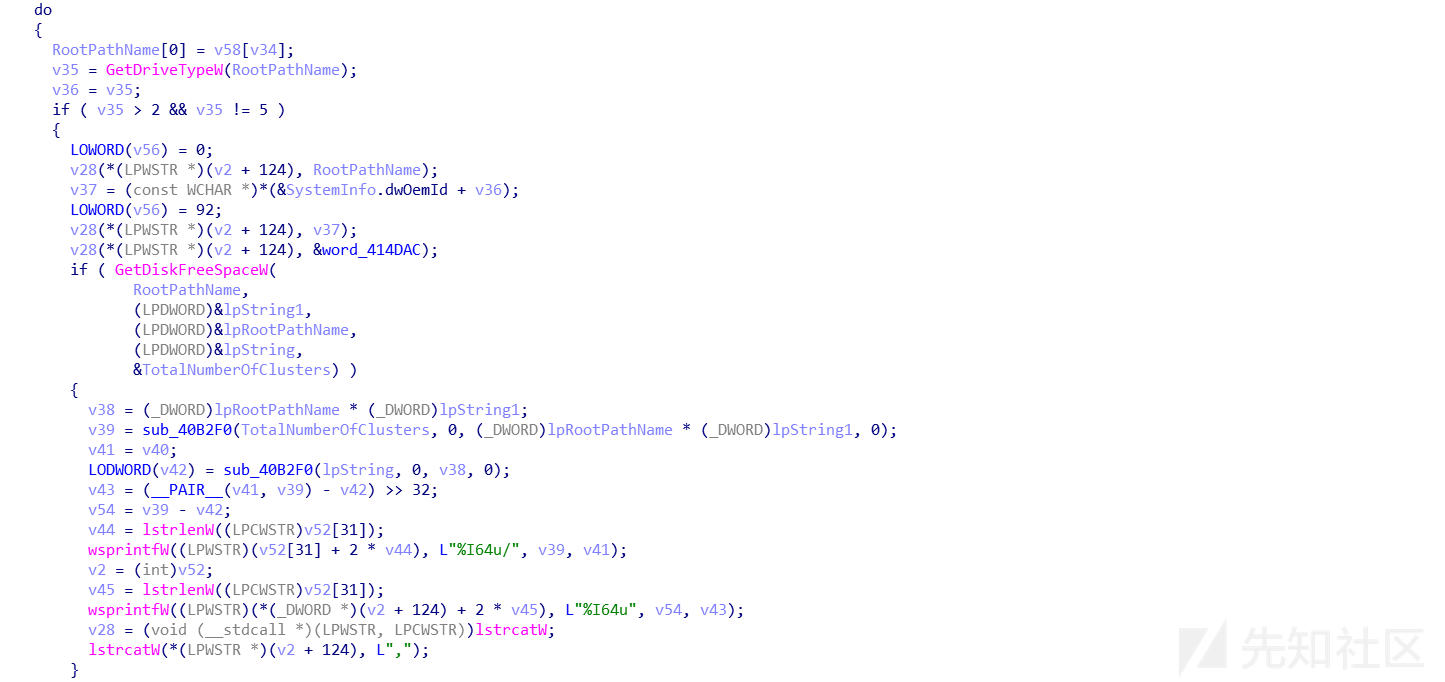 do
{
RootPathName[0] = v58[v34];
v35 = GetDriveTypeW(RootPathName);
v36 = v35;
if ( v35 > 2 && v35 != 5 )
{
LOWORD(v56) = 0;
v28(*(LPWSTR *)(v2 + 124), RootPathName);
v37 = (const WCHAR *)*(&SystemInfo.dwOemId + v36);
LOWORD(v56) = 92;
v28(*(LPWSTR *)(v2 + 124), v37);
v28(*(LPWSTR *)(v2 + 124), &word_414DAC);
if ( GetDiskFreeSpaceW(
RootPathName,
(LPDWORD)&lpString1,
(LPDWORD)&lpRootPathName,
(LPDWORD)&lpString,
&TotalNumberOfClusters) )
{
v38 = (_DWORD)lpRootPathName * (_DWORD)lpString1;
v39 = sub_40B2F0(TotalNumberOfClusters, 0, (_DWORD)lpRootPathName * (_DWORD)lpString1, 0);
v41 = v40;
LODWORD(v42) = sub_40B2F0(lpString, 0, v38, 0);
v43 = (__PAIR__(v41, v39) - v42) >> 32;
v54 = v39 - v42;
v44 = lstrlenW((LPCWSTR)v52[31]);
wsprintfW((LPWSTR)(v52[31] + 2 * v44), L"%I64u/", v39, v41);
v2 = (int)v52;
v45 = lstrlenW((LPCWSTR)v52[31]);
wsprintfW((LPWSTR)(*(_DWORD *)(v2 + 124) + 2 * v45), L"%I64u", v54, v43);
v28 = (void (__stdcall *)(LPWSTR, LPCWSTR))lstrcatW;
lstrcatW(*(LPWSTR *)(v2 + 124), L",");
}
先知社区